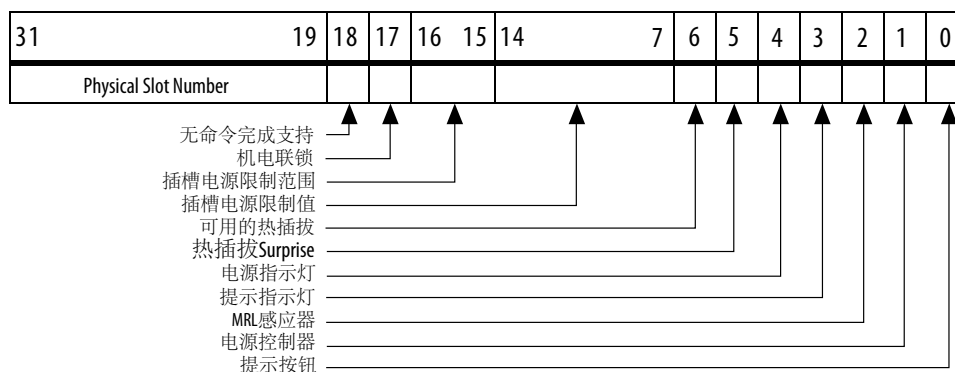 31 19 18 17 16 15 14 7 6 5 4 3 2 1 0
Physical Slot Number
无命令完成支持
机电联锁
插槽电源限制范围
插槽电源限制值
可用的热插拔
热插拔Surprise
电源指示灯
提示指示灯
MRL感应器
电源控制器
提示按钮